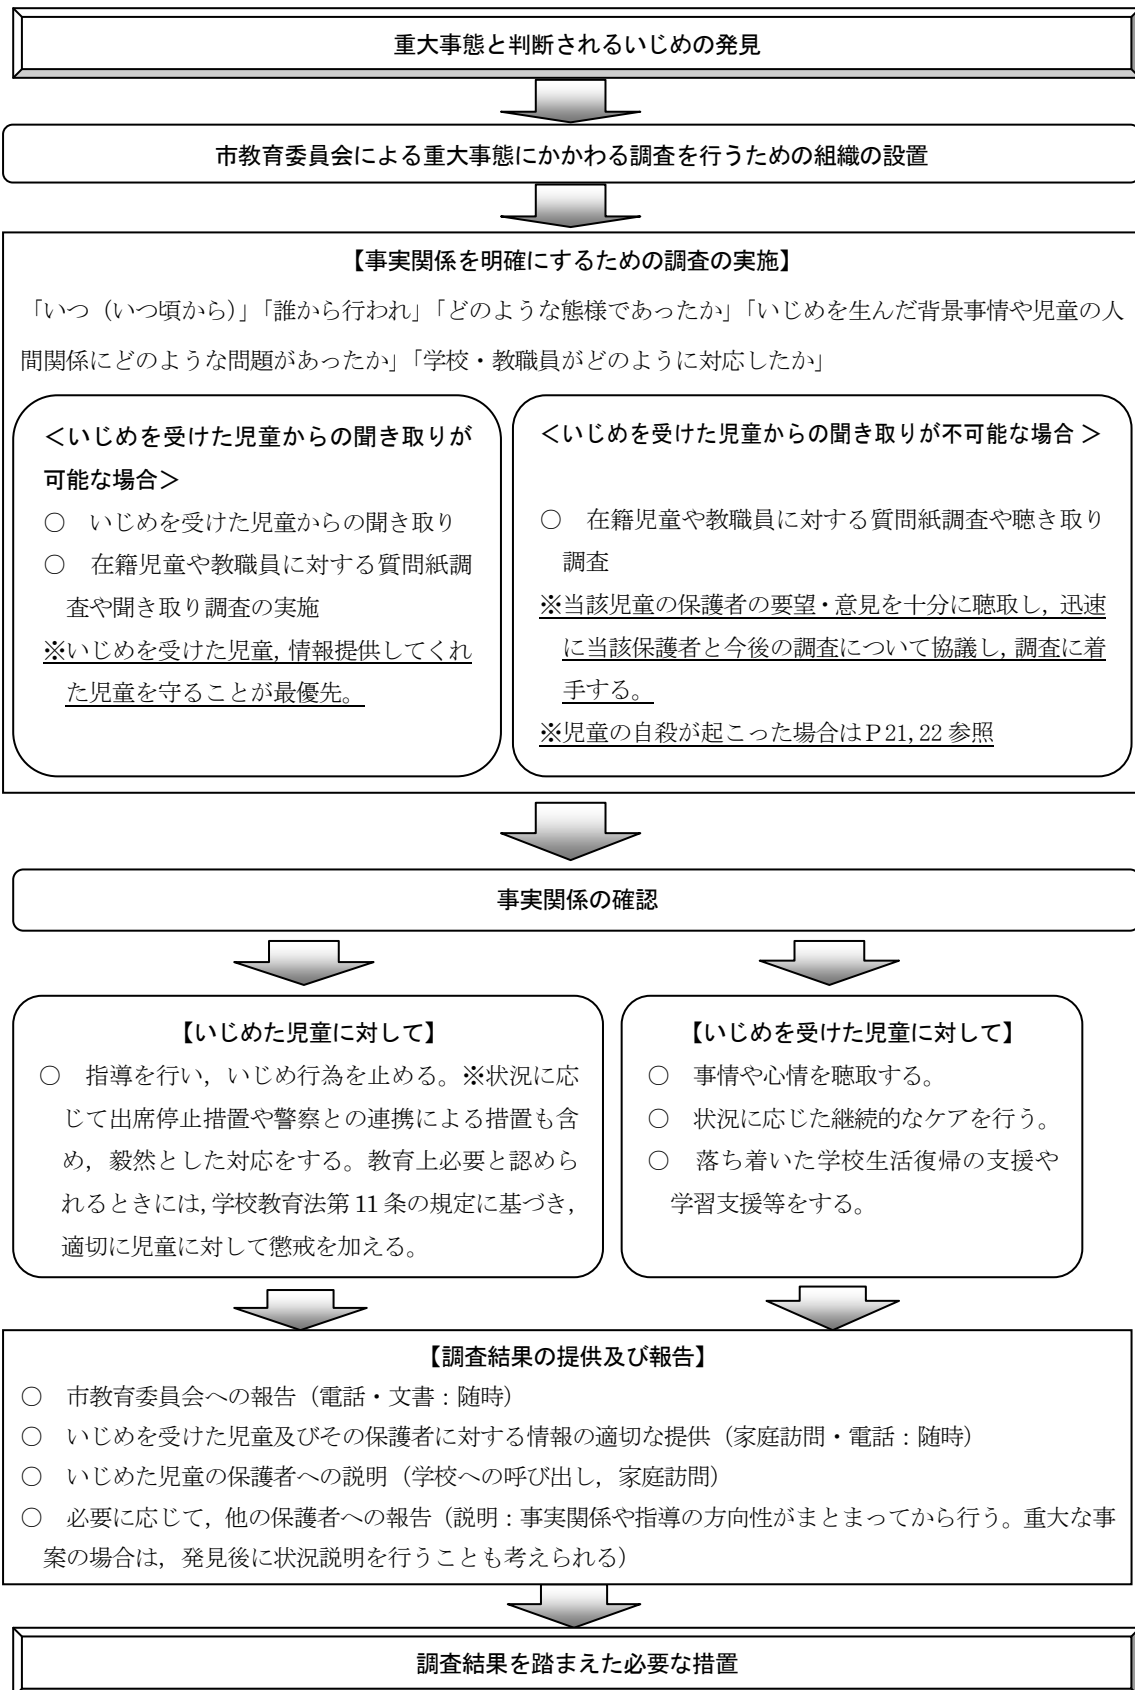 重大事態と判断されるいじめの発見
市教育委員会による重大事態にかかわる調査を行うための組織の設置
【事実関係を明確にするための調査の実施】
「いつ（いつ頃から）」「誰から行われ」「どのような態様であったか」「いじめを生んだ背景事情や児童の人
間関係にどのような問題があったか」「学校・教職員がどのように対応したか」
＜いじめを受けた児童からの聞き取りが
可能な場合＞
○　いじめを受けた児童からの聞き取り
○　在籍児童や教職員に対する質問紙調
査や聞き取り調査の実施
※いじめを受けた児童，情報提供してくれ
た児童を守ることが最優先。
＜いじめを受けた児童からの聞き取りが不可能な場合 ＞
○　在籍児童や教職員に対する質問紙調査や聴き取り
調査
※当該児童の保護者の要望・意見を十分に聴取し，迅速
に当該保護者と今後の調査について協議し，調査に着
手する。
※児童の自殺が起こった場合はＰ21，22 参照
事実関係の確認
【いじめた児童に対して】
○　指導を行い，いじめ行為を止める。※状況に応
じて出席停止措置や警察との連携による措置も含
め，毅然とした対応をする。教育上必要と認めら
れるときには，学校教育法第 11 条の規定に基づき，
適切に児童に対して懲戒を加える。
【いじめを受けた児童に対して】
○　事情や心情を聴取する。
○　状況に応じた継続的なケアを行う。
○　落ち着いた学校生活復帰の支援や
学習支援等をする。
【調査結果の提供及び報告】
○　市教育委員会への報告（電話・文書：随時）
○　いじめを受けた児童及びその保護者に対する情報の適切な提供（家庭訪問・電話：随時）
○　いじめた児童の保護者への説明（学校への呼び出し，家庭訪問）
○　必要に応じて，他の保護者への報告（説明：事実関係や指導の方向性がまとまってから行う。重大な事
案の場合は，発見後に状況説明を行うことも考えられる）
調査結果を踏まえた必要な措置